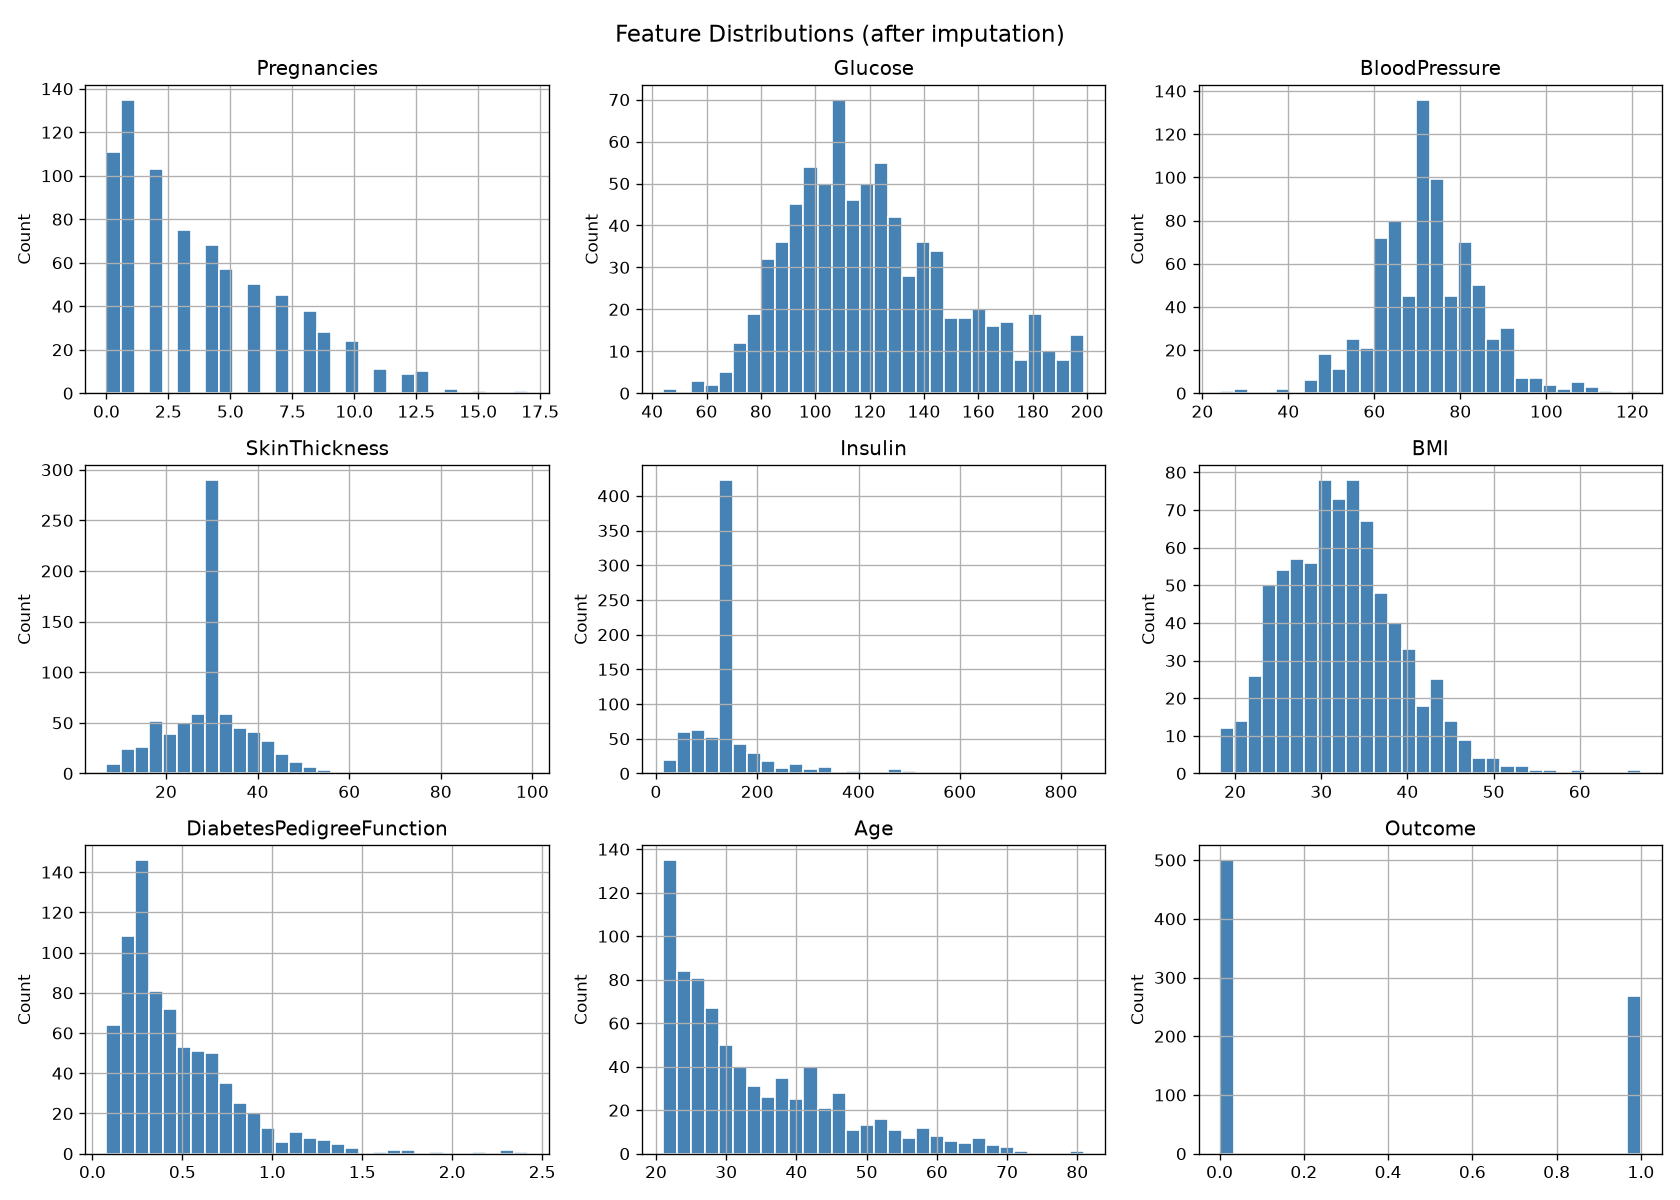 Feature Distributions (after imputation)
Pregnancies
140
120
100
80
60
40
20
0
Count
0.0 2.5 5.0 7.5 10.0 12.5 15.0 17.5
Glucose
70
60
50
40
30
20
10
0
Count
40 60 80 100 120 140 160 180 200
BloodPressure
140
120
100
80
60
40
20
0
Count
20 40 60 80 100 120
SkinThickness
300
250
200
150
100
50
0
Count
20 40 60 80 100
Insulin
400
350
300
250
200
150
100
50
0
Count
0 200 400 600 800
BMI
80
70
60
50
40
30
20
10
0
Count
20 30 40 50 60
DiabetesPedigreeFunction
140
120
100
80
60
40
20
0
Count
0.0 0.5 1.0 1.5 2.0 2.5
Age
140
120
100
80
60
40
20
0
Count
20 30 40 50 60 70 80
Outcome
500
400
300
200
100
0
Count
0.0 0.2 0.4 0.6 0.8 1.0